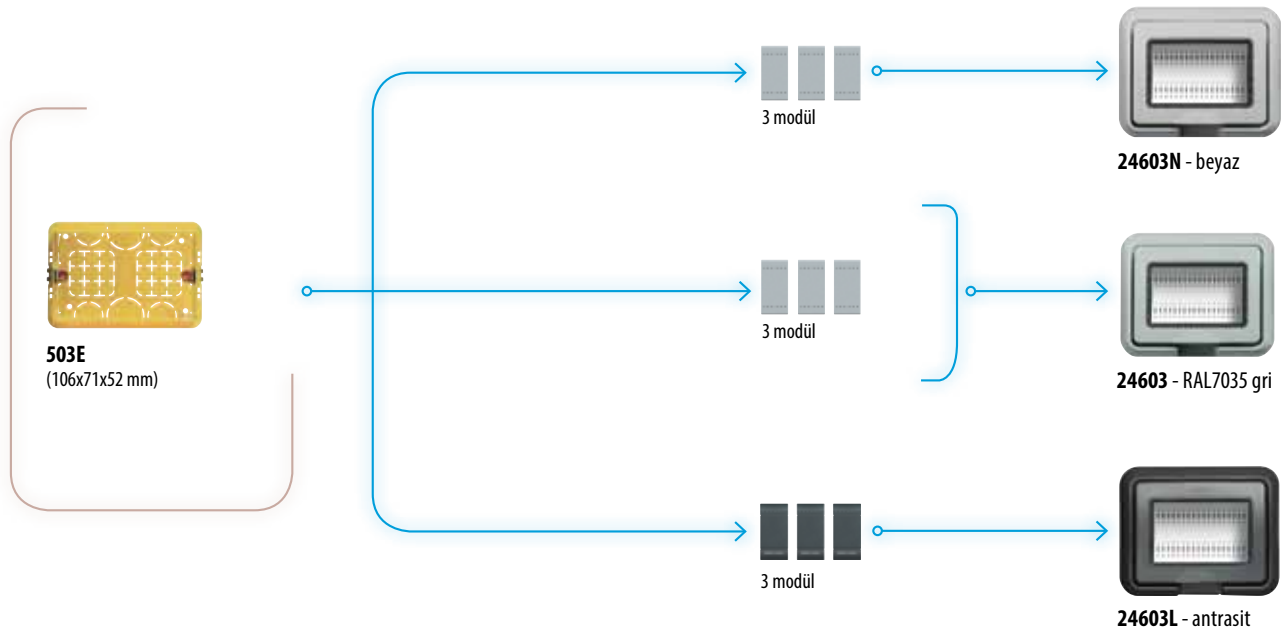 3 modül
24603N - beyaz
503E
(106x71x52 mm)
3 modül
24603 - RAL7035 gri
3 modül
24603L - antrasit